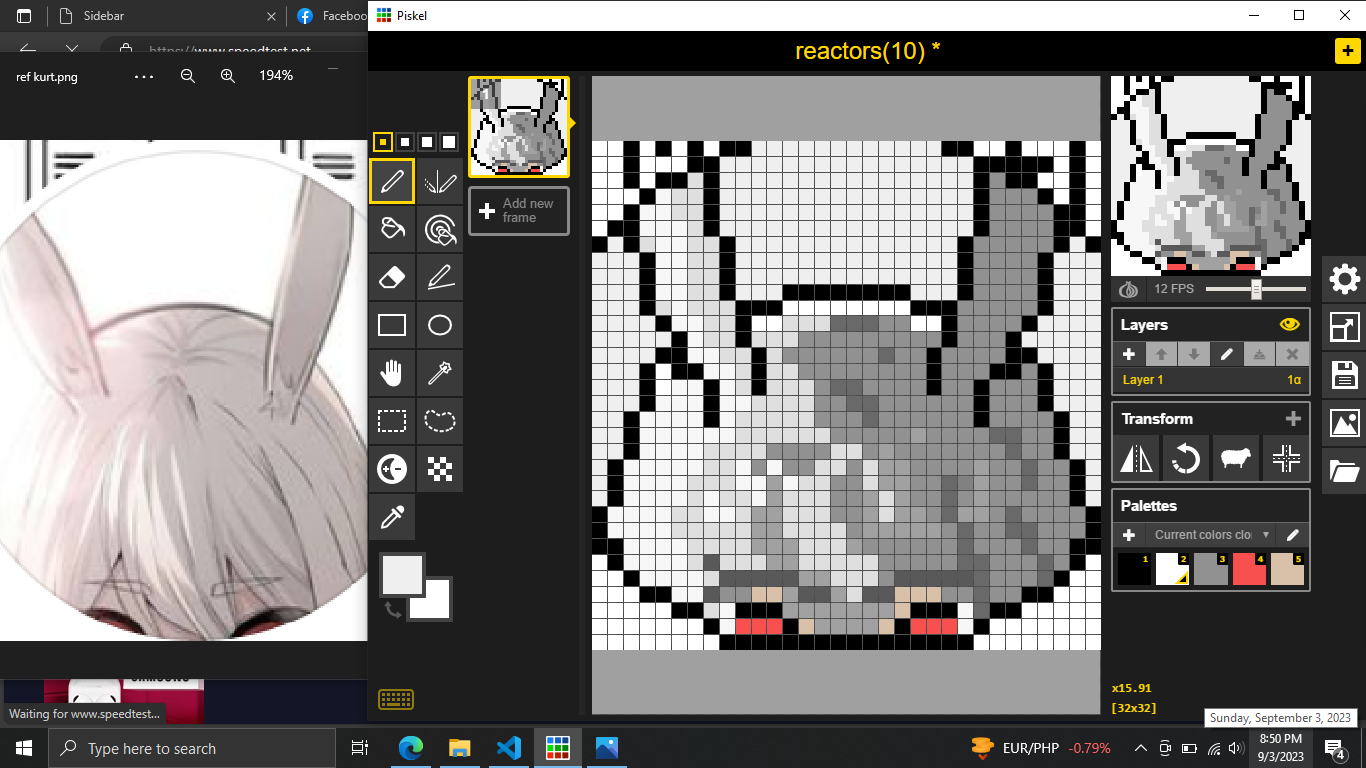 Sidebar
Faceboo
Piskel
https://www.speedtest.net
reactors(10) *
ref kurt.png
194%
Add new
frame
12 FPS
Layers
Layer 1
1α
Transform
Palettes
Current colors clo
1
2
3
4
5
x15.91
[32x32]
Waiting for www.speedtest...
Sunday, September 3, 2023
Type here to search
EUR/PHP -0.79%
8:50 PM
9/3/2023
4